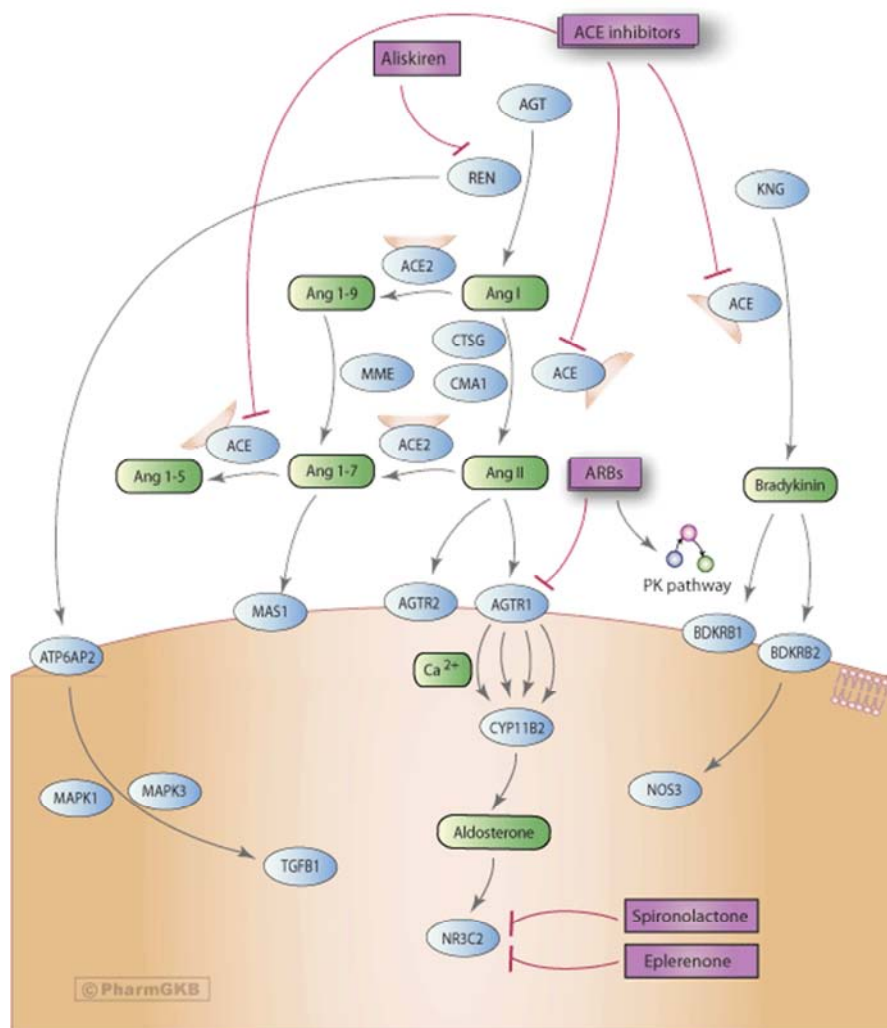 ACE inhibitors
Aliskiren
AGT
REN
KNG
ACE2
Ang 1-9
Ang I
ACE
CTSG
MME
CMA1
ACE
ACE2
ACE
Ang 1-5
Ang 1-7
Ang II
ARBs
Bradykinin
PK pathway
MAS1
AGTR2
AGTR1
BDKRB1
ATP6AP2
BDKRB2
Ca 2+
CYP11B2
MAPK1
MAPK3
NOS3
Aldosterone
TGFB1
Spironolactone
NR3C2
Eplerenone
©PharmGKB